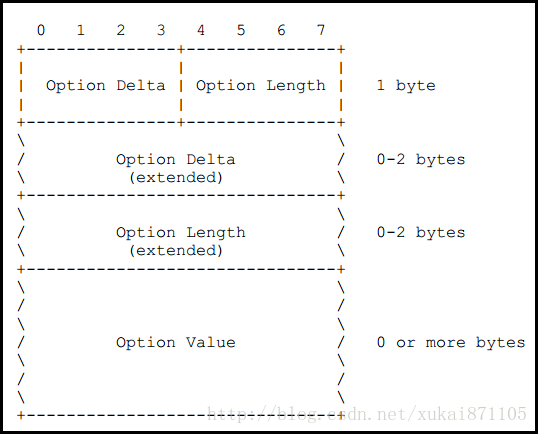 0 1 2 3 4 5 6 7
Option Delta Option Length 1 byte
Option Delta 0-2 bytes
(extended)
Option Length 0-2 bytes
(extended)
Option Value 0 or more bytes
http://blog.csdn.net/xukai871105